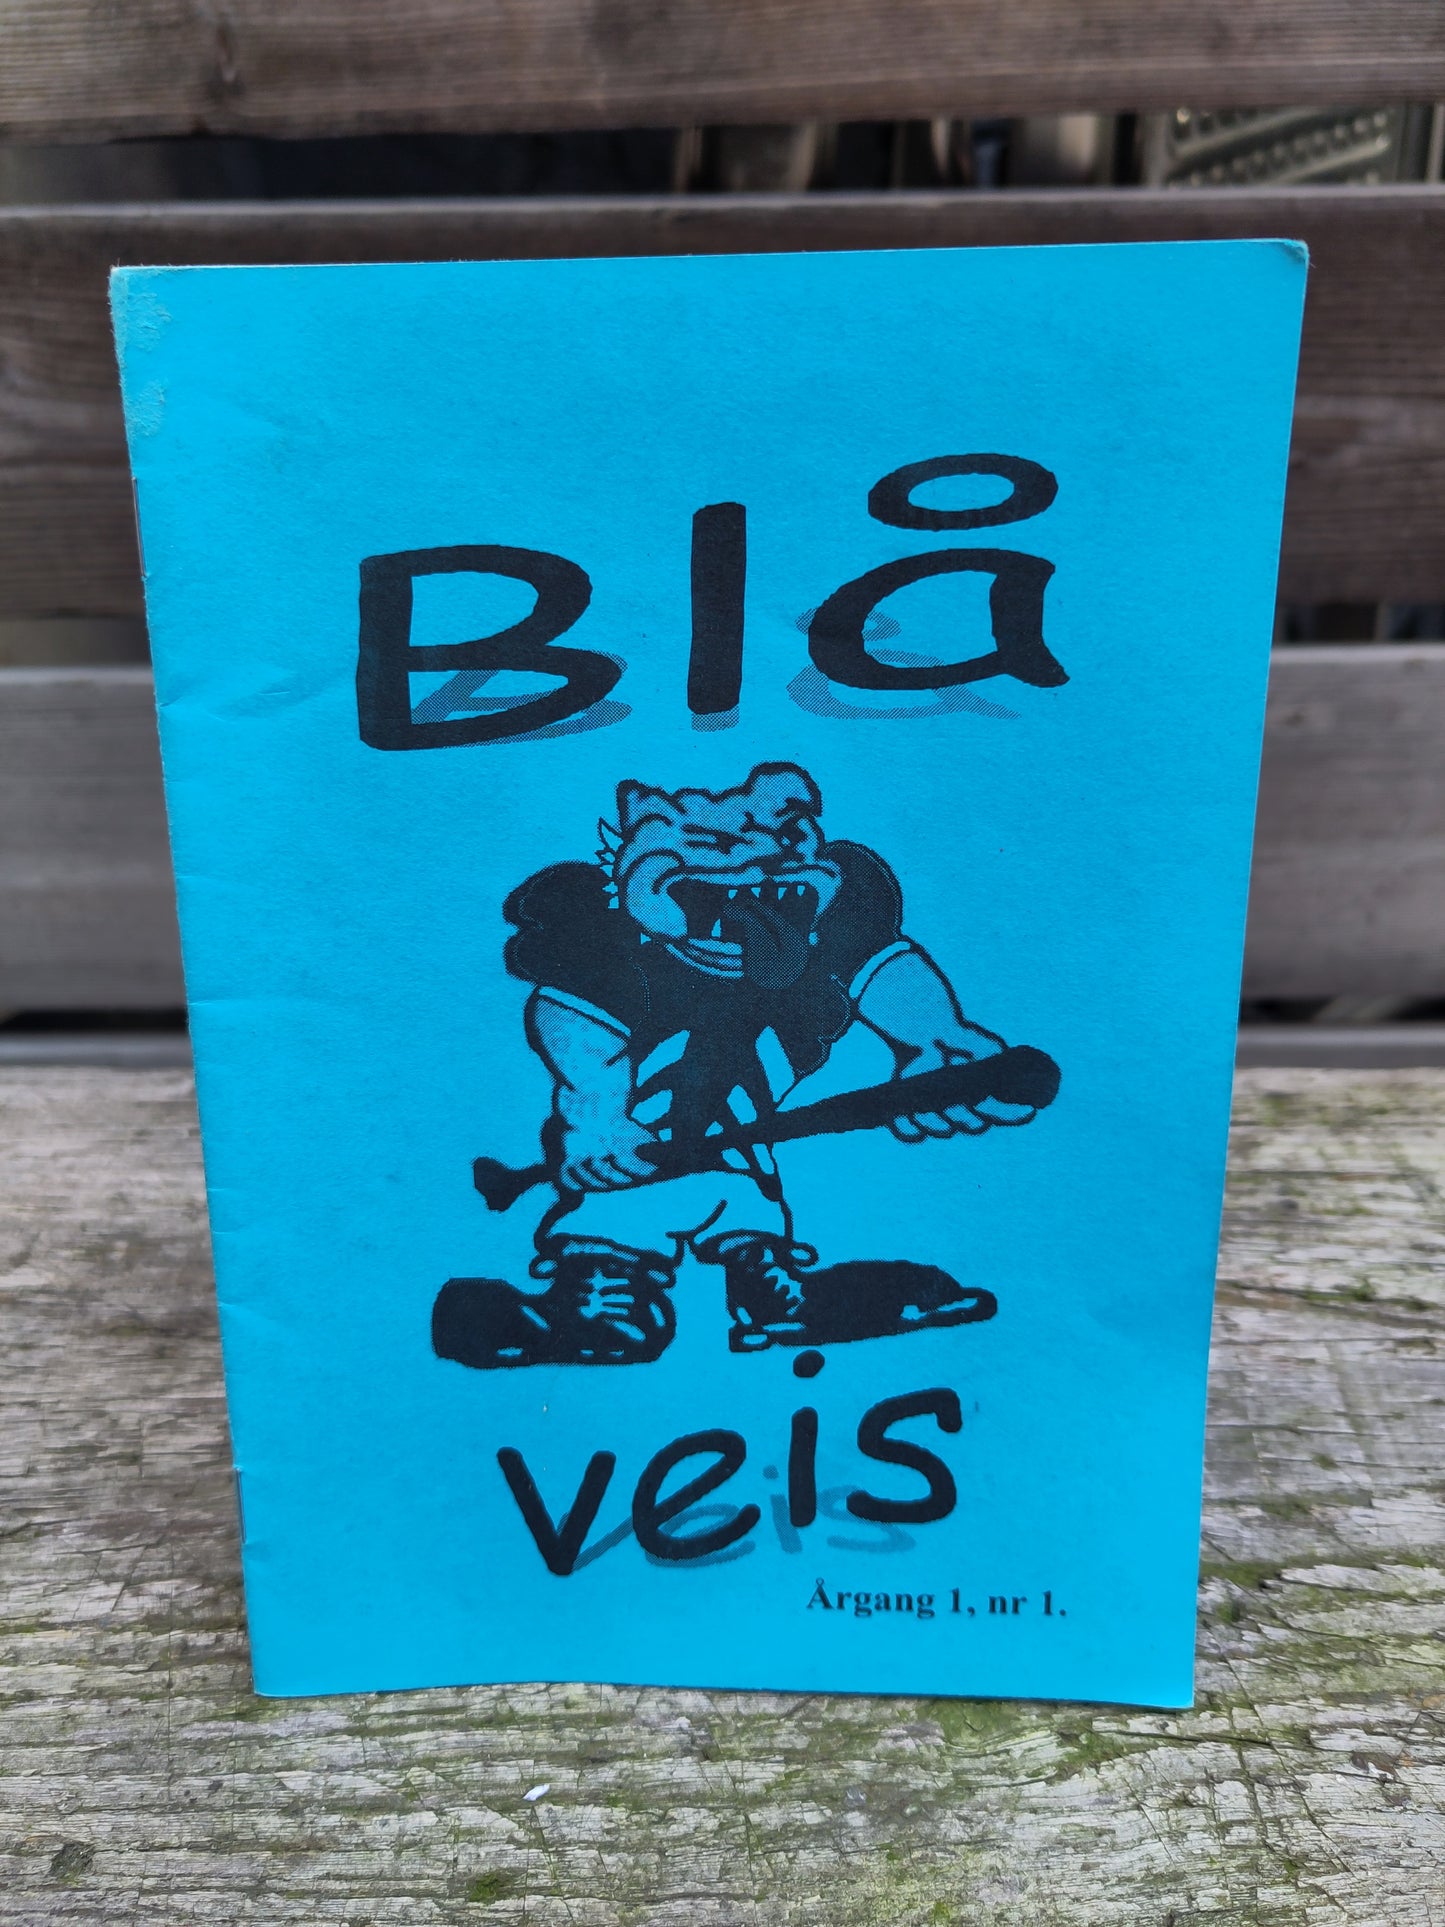 Blå
veis
Årgang 1, nr 1.